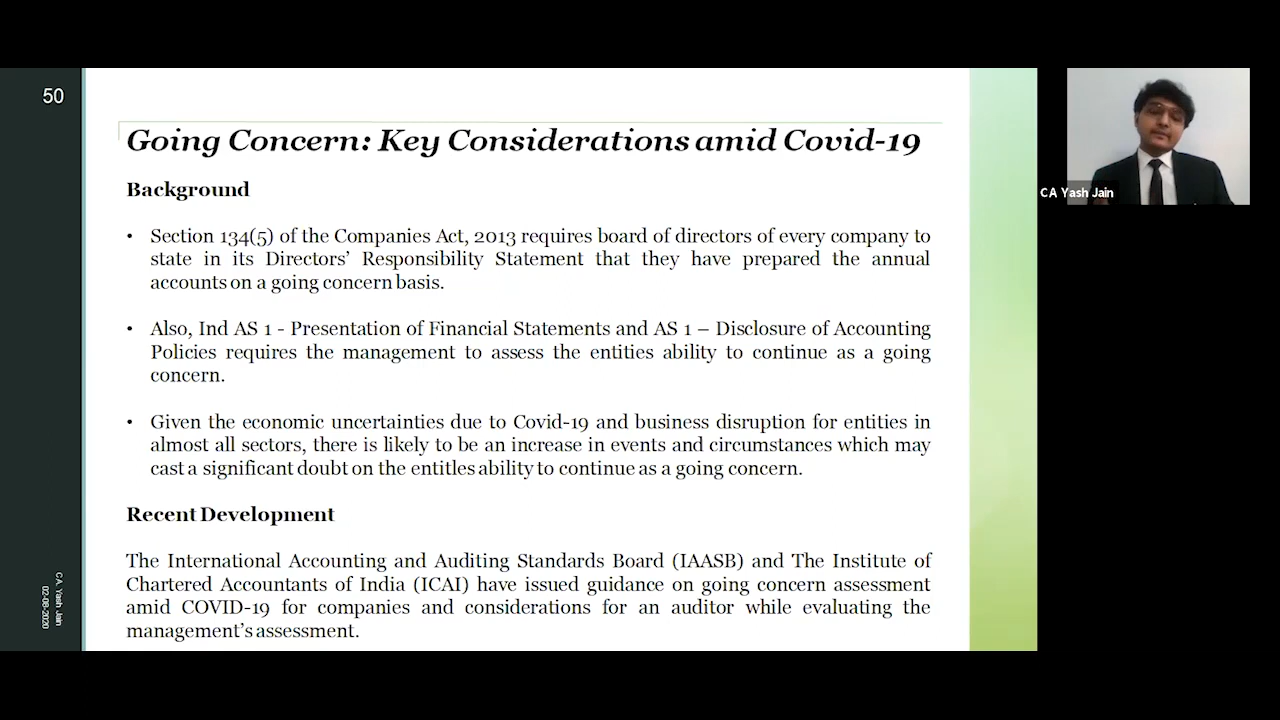 50
Going Concern: Key Considerations amid Covid-19
Background
• Section 134(5) of the Companies Act, 2013 requires board of directors of every company to
state in its Directors’ Responsibility Statement that they have prepared the annual
accounts on a going concern basis.
• Also, Ind AS 1 - Presentation of Financial Statements and AS 1 – Disclosure of Accounting
Policies requires the management to assess the entities ability to continue as a going
concern.
• Given the economic uncertainties due to Covid-19 and business disruption for entities in
almost all sectors, there is likely to be an increase in events and circumstances which may
cast a significant doubt on the entitles ability to continue as a going concern.
Recent Development
The International Accounting and Auditing Standards Board (IAASB) and The Institute of
Chartered Accountants of India (ICAI) have issued guidance on going concern assessment
amid COVID-19 for companies and considerations for an auditor while evaluating the
management’s assessment.
C.A. Yash Jain
02-08-2020
CA Yash Jain